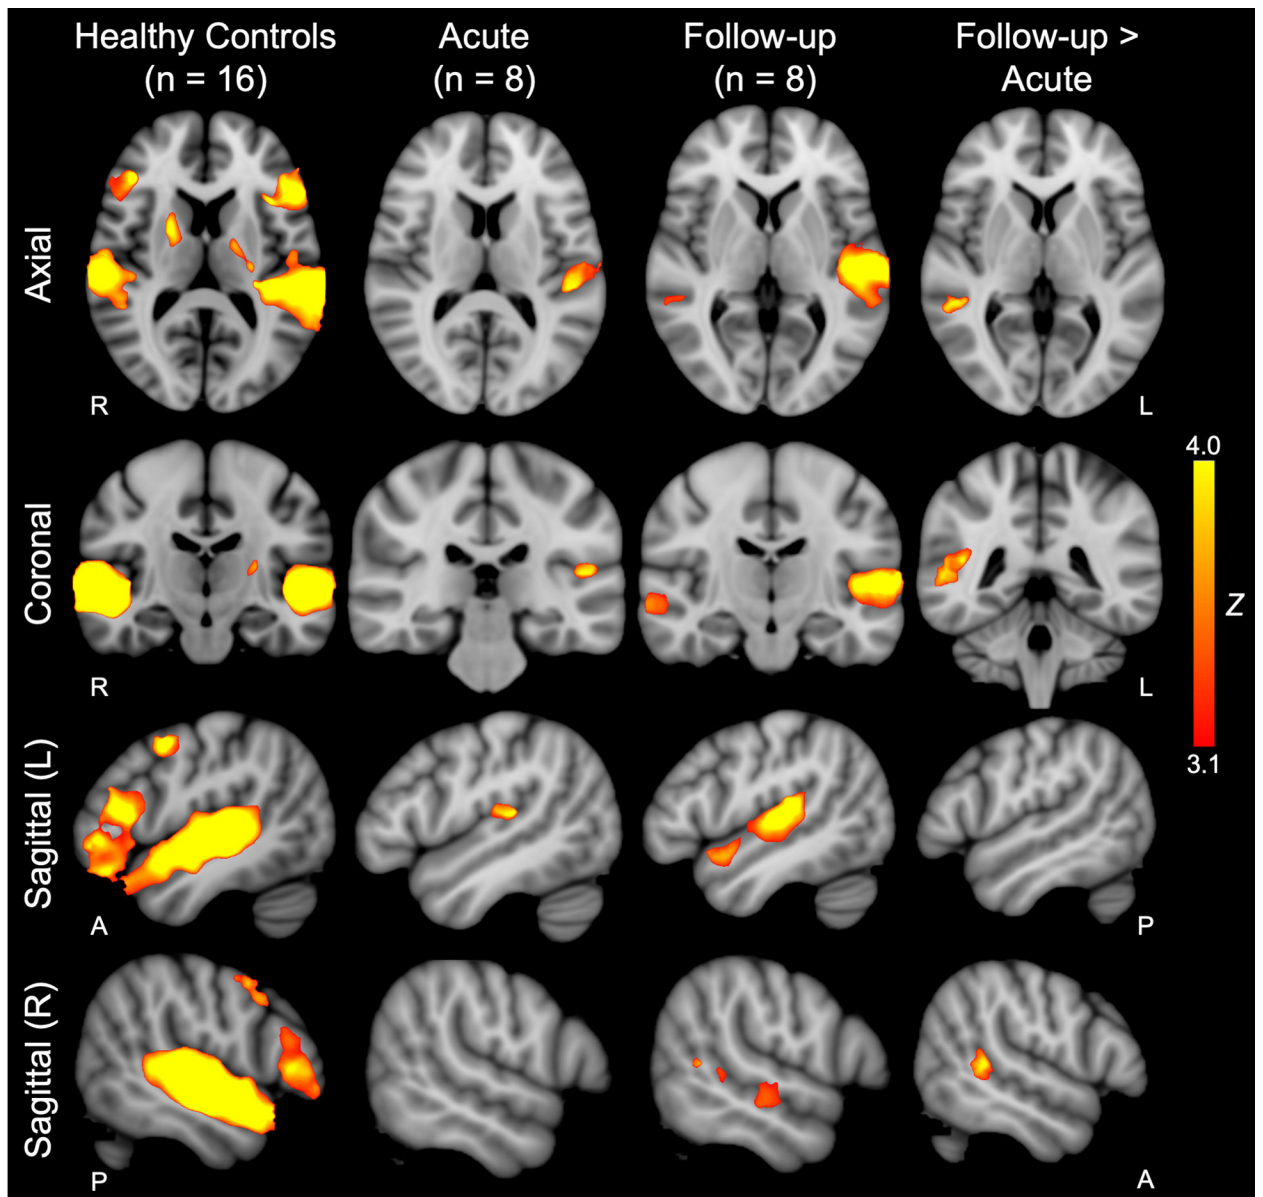 Healthy Controls
(n = 16)
Acute
(n = 8)
Follow-up
(n = 8)
Follow-up >
Acute
Axial
R
L
Coronal
R
L
4.0
Z
3.1
Sagittal (L)
A
P
Sagittal (R)
P
A